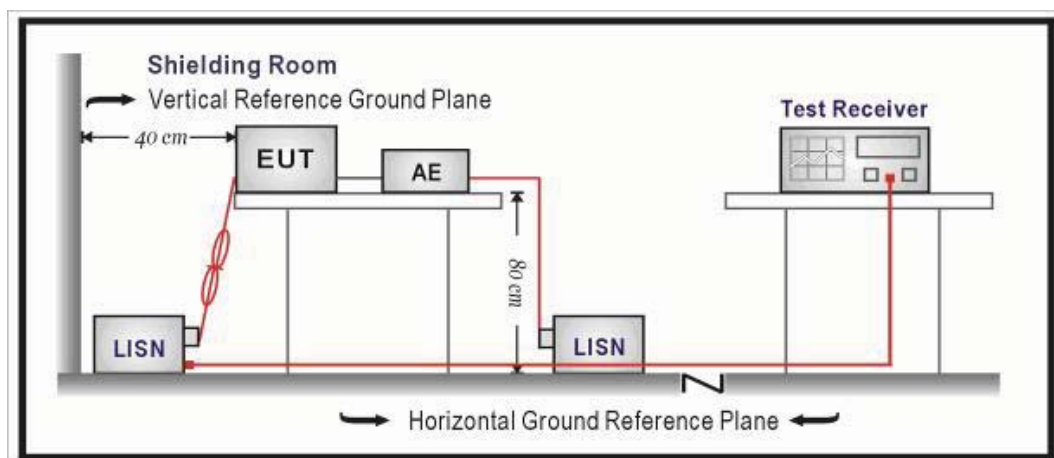 Shielding Room
Vertical Reference Ground Plane
40 cm
Test Receiver
EUT
AE
80 cm
LISN
LISN
Horizontal Ground Reference Plane